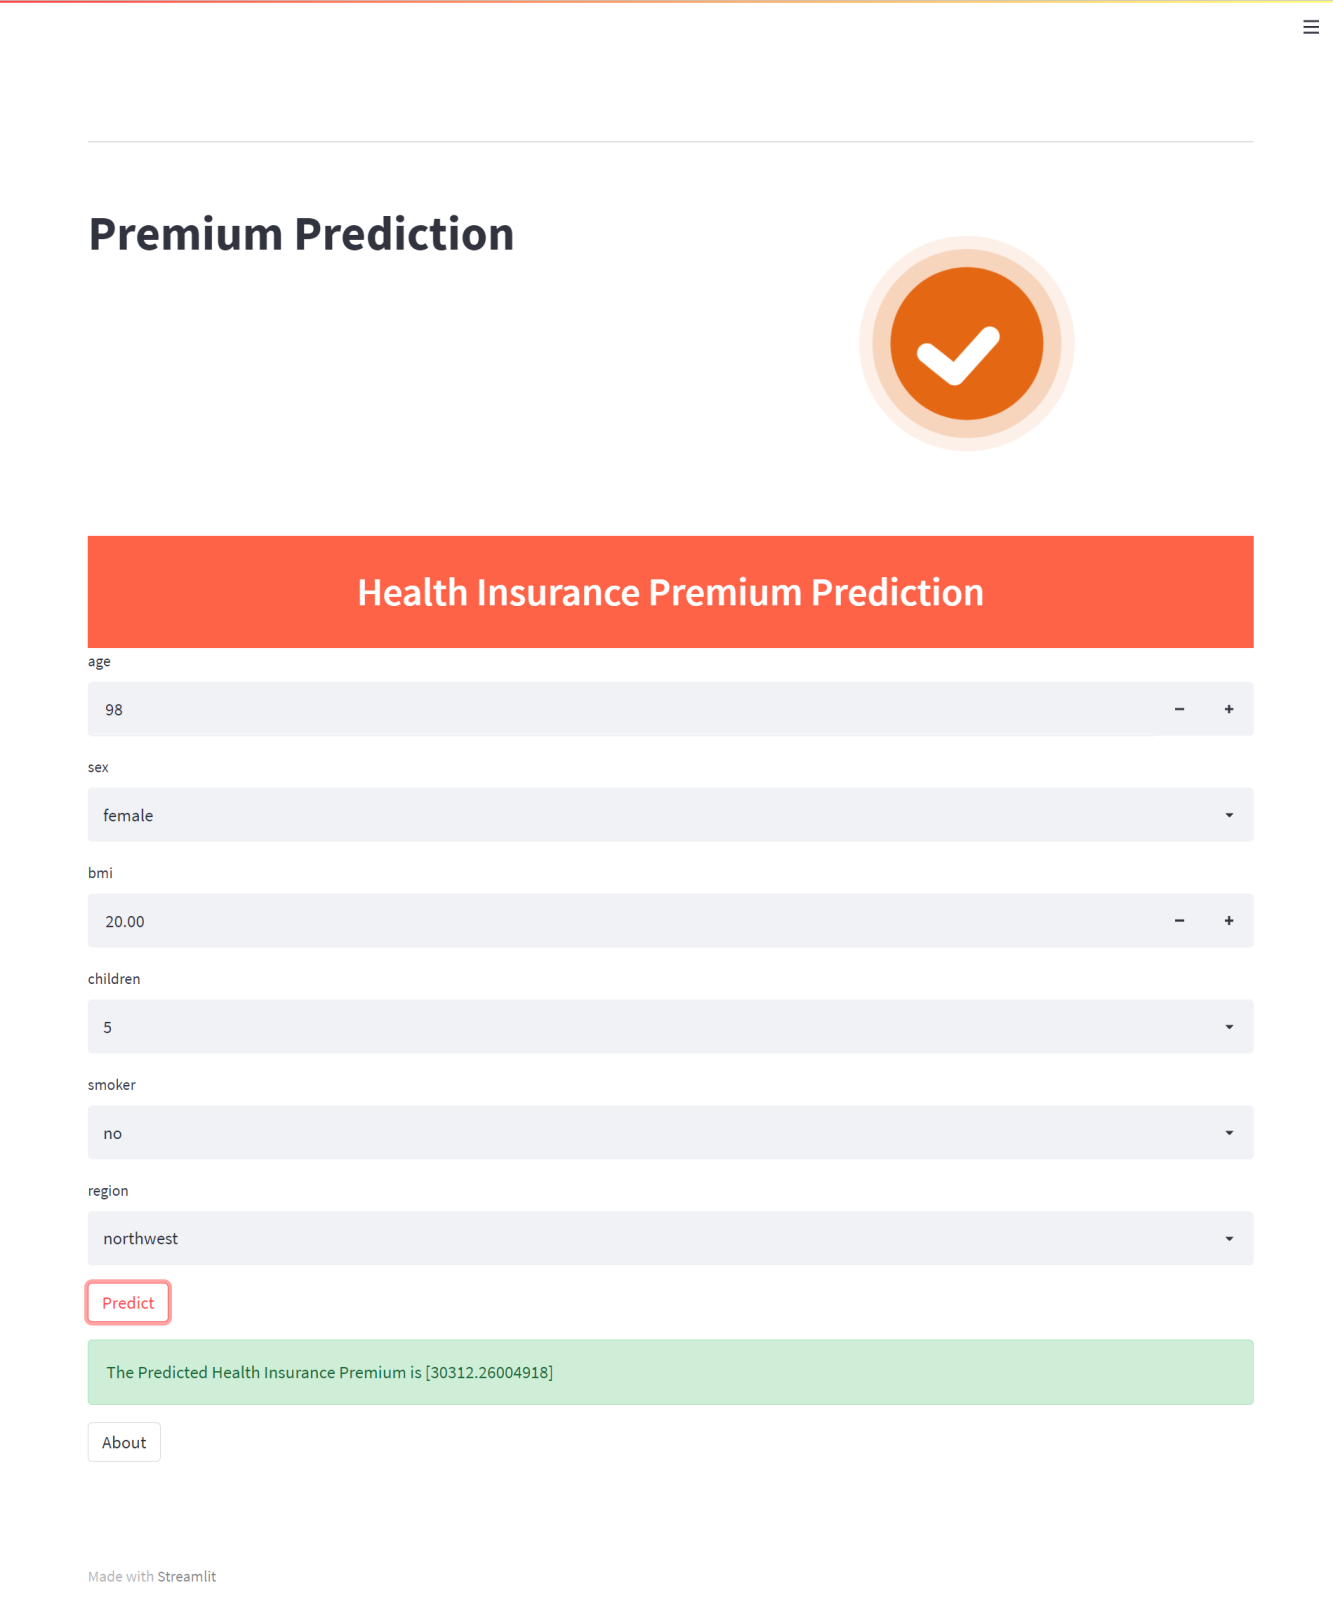 Premium Prediction
Health Insurance Premium Prediction
age
98
sex
female
bmi
20.00
children
5
smoker
no
region
northwest
Predict
The Predicted Health Insurance Premium is [30312.26004918]
About
Made with Streamlit